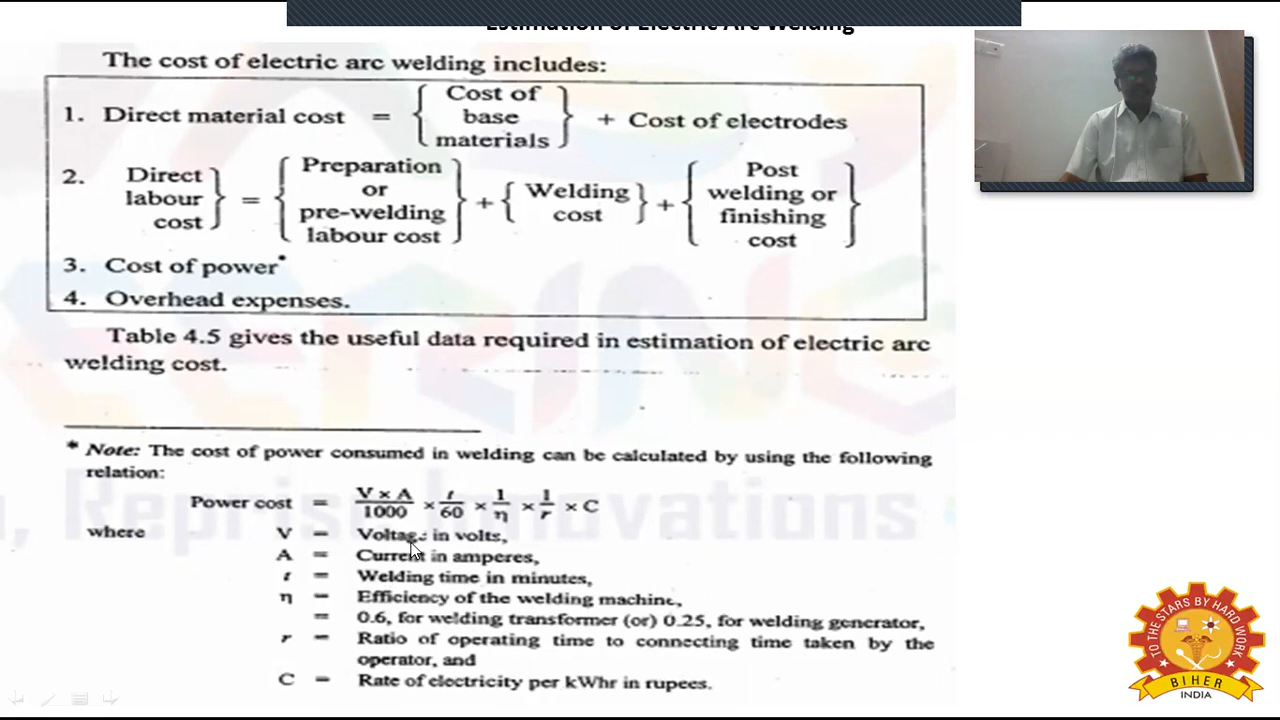 Estimation of Electric Arc Welding
The cost of electric arc welding includes:
1. Direct material cost = { Cost of base materials } + Cost of electrodes
2. Direct labour cost } = { Preparation or pre-welding labour cost } + { Welding cost } + { Post welding or finishing cost }
3. Cost of power*
4. Overhead expenses.
Table 4.5 gives the useful data required in estimation of electric arc
welding cost.
* Note: The cost of power consumed in welding can be calculated by using the following
relation:
Power cost = V × A / 1000 × t / 60 × 1 / η × 1 / r × C
where V = Voltage in volts,
A = Current in amperes,
t = Welding time in minutes,
η = Efficiency of the welding machine,
= 0.6, for welding transformer (or) 0.25, for welding generator,
r = Ratio of operating time to connecting time taken by the
operator, and
C = Rate of electricity per kWhr in rupees.
, Reprise Innovations
TO THE STARS BY HARD WORK
BIHER
INDIA